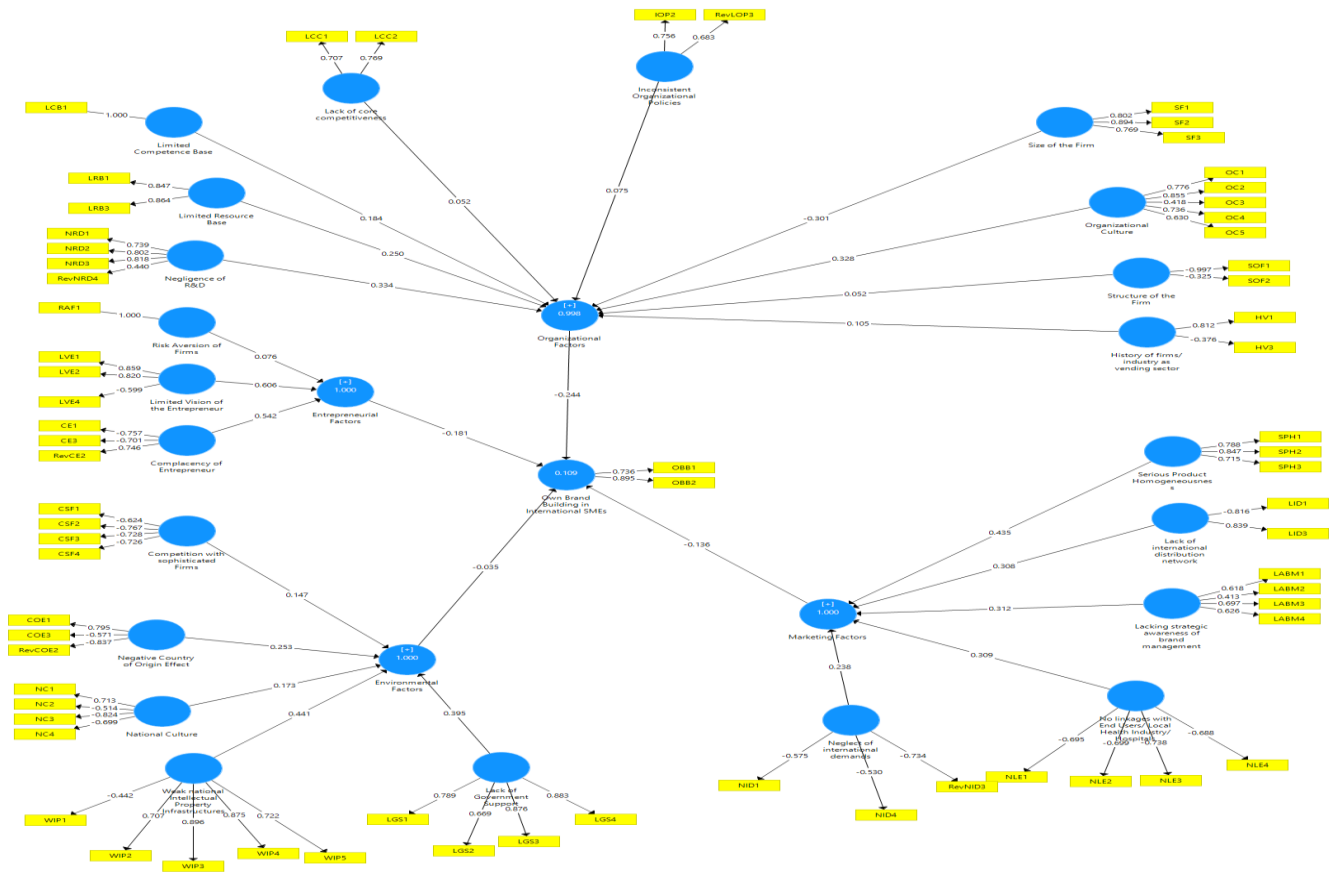 IOP2
RevLOP3
0.756
0.683
Inconsistent
Organizational
Policies
LCC1
LCC2
0.707
0.769
Lack of core
competitiveness
LCB1
1.000
Limited
Competence Base
LRB1
0.847
LRB3
0.864
Limited Resource
Base
NRD1
NRD2
NRD3
RevNRD4
0.739
0.802
0.818
0.440
Negligence of
R&D
RAF1
1.000
Risk Aversion of
Firms
LVE1
LVE2
LVE4
0.859
0.820
-0.599
Limited Vision of
the Entrepreneur
CE1
CE3
RevCE2
-0.757
-0.701
0.746
Complacency of
Entrepreneur
0.184
0.052
0.075
0.250
0.334
-0.301
0.328
0.052
0.105
SF1
SF2
SF3
0.802
0.894
0.769
Size of the Firm
OC1
OC2
OC3
OC4
OC5
0.776
0.855
0.418
0.736
0.630
Organizational
Culture
SOF1
SOF2
-0.997
-0.325
Structure of the
Firm
HV1
HV3
0.812
-0.376
History of firms/
industry as
vending sector
[+]
0.998
Organizational
Factors
0.076
0.606
0.542
[+]
1.000
Entrepreneurial
Factors
-0.244
-0.181
0.109
Own Brand
Building in
International SMEs
0.736
0.895
OBB1
OBB2
-0.035
-0.136
CSF1
CSF2
CSF3
CSF4
-0.624
-0.767
-0.728
-0.726
Competition with
sophisticated
Firms
0.147
COE1
COE3
RevCOE2
0.795
-0.571
-0.837
Negative Country
of Origin Effect
0.253
NC1
NC2
NC3
NC4
0.713
-0.514
-0.824
-0.699
National Culture
0.173
0.441
0.395
[+]
1.000
Environmental
Factors
Weak national
Intellectual
Property
Infrastructures
-0.442
0.707
0.896
0.875
0.722
WIP1
WIP2
WIP3
WIP4
WIP5
Lack of
Government
Support
0.789
0.669
0.876
0.883
LGS1
LGS2
LGS3
LGS4
SPH1
SPH2
SPH3
0.788
0.847
0.715
Serious Product
Homogeneousnes
s
0.435
LID1
LID3
-0.816
0.839
Lack of
international
distribution
network
0.308
LABM1
LABM2
LABM3
LABM4
0.618
0.413
0.697
0.626
Lacking strategic
awareness of
brand
management
0.312
[+]
1.000
Marketing Factors
0.309
0.238
Neglect of
international
demands
-0.575
-0.530
-0.734
NID1
NID4
RevNID3
No linkages with
End Users/ Local
Health Industry/
Hospitals
-0.695
-0.699
-0.738
-0.688
NLE1
NLE2
NLE3
NLE4